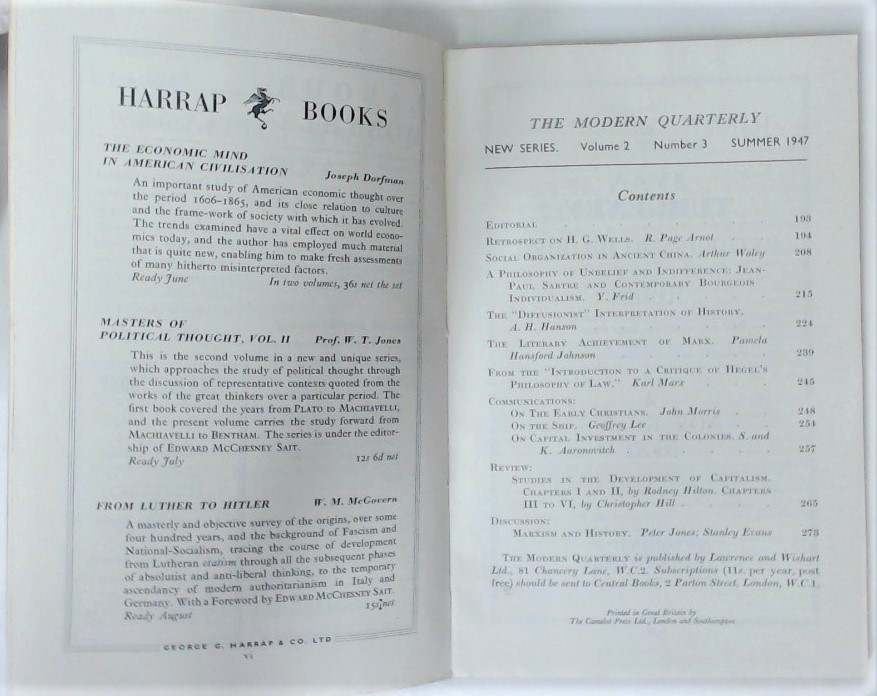 HARRAP BOOKS
THE ECONOMIC MIND
IN AMERICAN CIVILISATION Joseph Dorfman
An important study of American economic thought over
the period 1606–1865, and its close relation to culture
and the frame-work of society with which it has evolved.
The trends examined have a vital effect on world econo-
mics today, and the author has employed much material
that is quite new, enabling him to make fresh assessments
of many hitherto misinterpreted factors.
Ready June In two volumes, 36s net the set
MASTERS OF
POLITICAL THOUGHT, VOL. II Prof. W. T. Jones
This is the second volume in a new and unique series,
which approaches the study of political thought through
the discussion of representative contexts quoted from the
works of the great thinkers over a particular period. The
first book covered the years from PLATO to MACHIAVELLI,
and the present volume carries the study forward from
MACHIAVELLI to BENTHAM. The series is under the editor-
ship of EDWARD MCCHESNEY SAIT.
Ready July 12s 6d net
FROM LUTHER TO HITLER W. M. McGovern
A masterly and objective survey of the origins, over some
four hundred years, and the background of Fascism and
National-Socialism, tracing the course of development
from Lutheran etatism through all the subsequent phases
of absolutist and anti-liberal thinking, to the temporary
ascendancy of modern authoritarianism in Italy and
Germany. With a Foreword by EDWARD MCCHESNEY SAIT.
Ready August 15s net
GEORGE G. HARRAP & CO. LTD
vi
THE MODERN QUARTERLY
NEW SERIES. Volume 2 Number 3 SUMMER 1947
Contents
EDITORIAL 193
RETROSPECT ON H. G. WELLS. R. Page Arnot 194
SOCIAL ORGANIZATION IN ANCIENT CHINA. Arthur Waley 208
A PHILOSOPHY OF UNBELIEF AND INDIFFERENCE: JEAN-
PAUL SARTRE AND CONTEMPORARY BOURGEOIS
INDIVIDUALISM. Y. Frid 215
THE "DIFFUSIONIST" INTERPRETATION OF HISTORY.
A. H. Hanson 224
THE LITERARY ACHIEVEMENT OF MARX. Pamela
Hansford Johnson 239
FROM THE "INTRODUCTION TO A CRITIQUE OF HEGEL'S
PHILOSOPHY OF LAW." Karl Marx 245
COMMUNICATIONS:
ON THE EARLY CHRISTIANS. John Morris 248
ON THE SHIP. Geoffrey Lee 254
ON CAPITAL INVESTMENT IN THE COLONIES. S. and
K. Aaronovitch 257
REVIEW:
STUDIES IN THE DEVELOPMENT OF CAPITALISM.
CHAPTERS I AND II, by Rodney Hilton. CHAPTERS
III TO VI, by Christopher Hill 265
DISCUSSION:
MARXISM AND HISTORY. Peter Jones; Stanley Evans 273
THE MODERN QUARTERLY is published by Lawrence and Wishart
Ltd., 81 Chancery Lane, W.C.2. Subscriptions (11s. per year, post
free) should be sent to Central Books, 2 Parton Street, London, W.C.1.
Printed in Great Britain by
The Camelot Press Ltd., London and Southampton